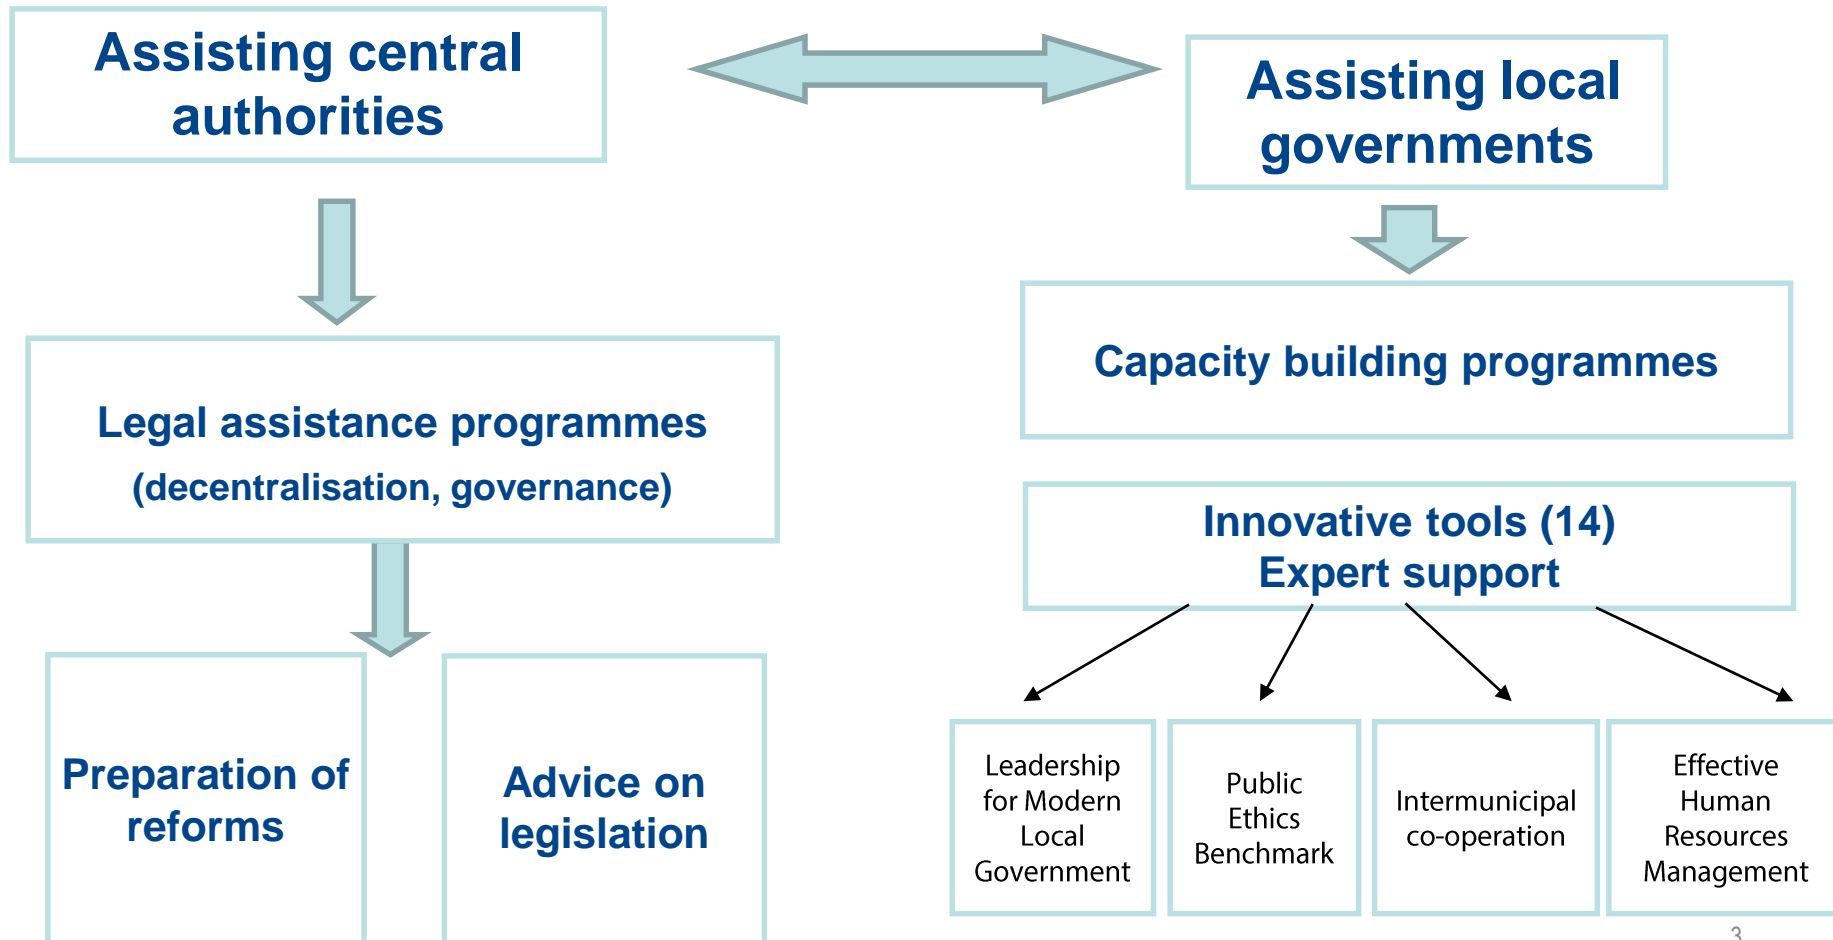 Assisting central
authorities
Assisting local
governments
Legal assistance programmes
(decentralisation, governance)
Capacity building programmes
Innovative tools (14)
Expert support
Preparation of
reforms
Advice on
legislation
Leadership
for Modern
Local
Government
Public
Ethics
Benchmark
Intermunicipal
co-operation
Effective
Human
Resources
Management
3